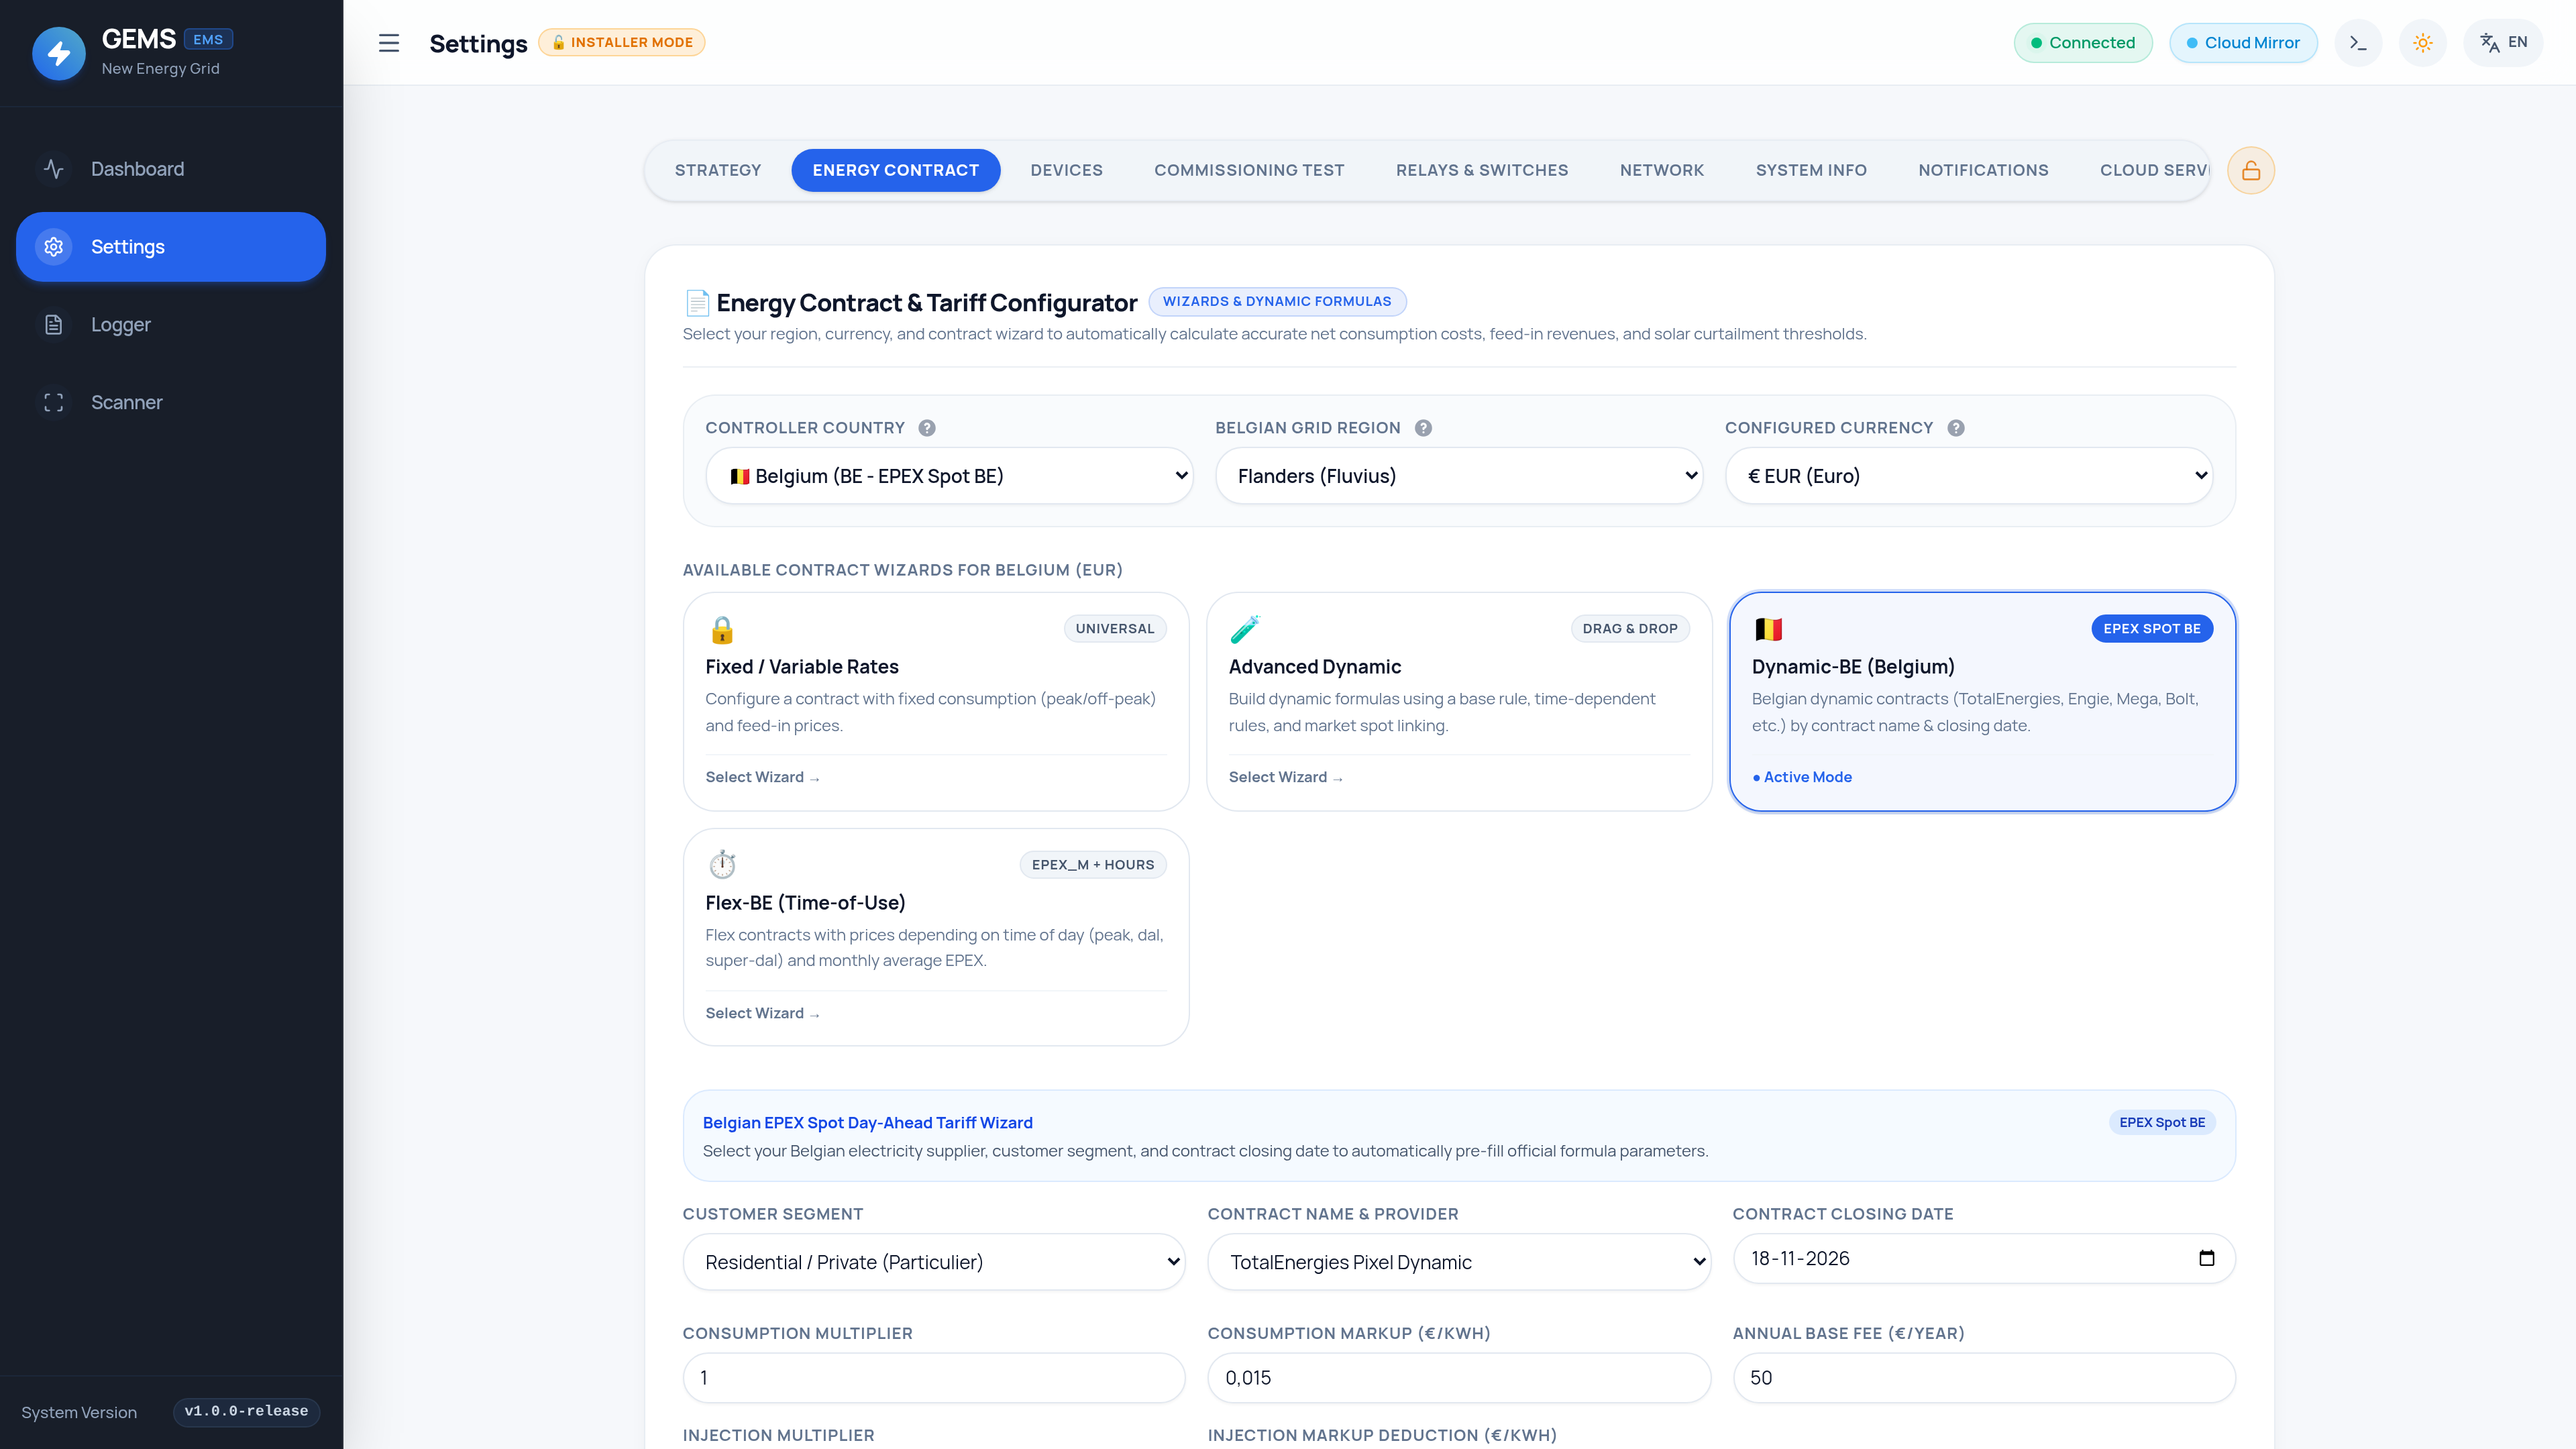 GEMS EMS
New Energy Grid
Dashboard
Settings
Logger
Scanner
System Version v1.0.0-release
Settings INSTALLER MODE
Connected
Cloud Mirror
EN
STRATEGY
ENERGY CONTRACT
DEVICES
COMMISSIONING TEST
RELAYS & SWITCHES
NETWORK
SYSTEM INFO
NOTIFICATIONS
CLOUD SERV
Energy Contract & Tariff Configurator WIZARDS & DYNAMIC FORMULAS
Select your region, currency, and contract wizard to automatically calculate accurate net consumption costs, feed-in revenues, and solar curtailment thresholds.
CONTROLLER COUNTRY ?
Belgium (BE - EPEX Spot BE)
BELGIAN GRID REGION ?
Flanders (Fluvius)
CONFIGURED CURRENCY ?
€ EUR (Euro)
AVAILABLE CONTRACT WIZARDS FOR BELGIUM (EUR)
UNIVERSAL
Fixed / Variable Rates
Configure a contract with fixed consumption (peak/off-peak)
and feed-in prices.
Select Wizard →
DRAG & DROP
Advanced Dynamic
Build dynamic formulas using a base rule, time-dependent
rules, and market spot linking.
Select Wizard →
EPEX SPOT BE
Dynamic-BE (Belgium)
Belgian dynamic contracts (TotalEnergies, Engie, Mega, Bolt,
etc.) by contract name & closing date.
● Active Mode
EPEX_M + HOURS
Flex-BE (Time-of-Use)
Flex contracts with prices depending on time of day (peak, dal,
super-dal) and monthly average EPEX.
Select Wizard →
Belgian EPEX Spot Day-Ahead Tariff Wizard
EPEX Spot BE
Select your Belgian electricity supplier, customer segment, and contract closing date to automatically pre-fill official formula parameters.
CUSTOMER SEGMENT
Residential / Private (Particulier)
CONTRACT NAME & PROVIDER
TotalEnergies Pixel Dynamic
CONTRACT CLOSING DATE
18-11-2026
CONSUMPTION MULTIPLIER
1
CONSUMPTION MARKUP (€/KWH)
0,015
ANNUAL BASE FEE (€/YEAR)
50
INJECTION MULTIPLIER
INJECTION MARKUP DEDUCTION (€/KWH)